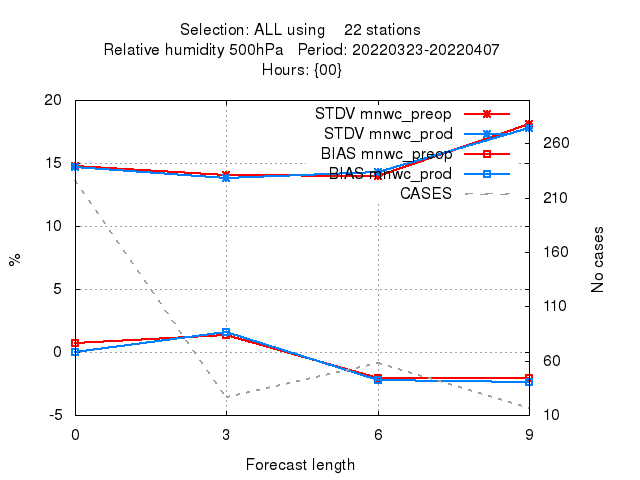 Selection: ALL using 22 stations
Relative humidity 500hPa Period: 20220323-20220407
Hours: {00}
20
15
10
5
0
-5
%
STDV mnwc_preop
STDV mnwc_prod
BIAS mnwc_preop
BIAS mnwc_prod
CASES
260
210
160
110
60
10
No cases
0 3 6 9
Forecast length